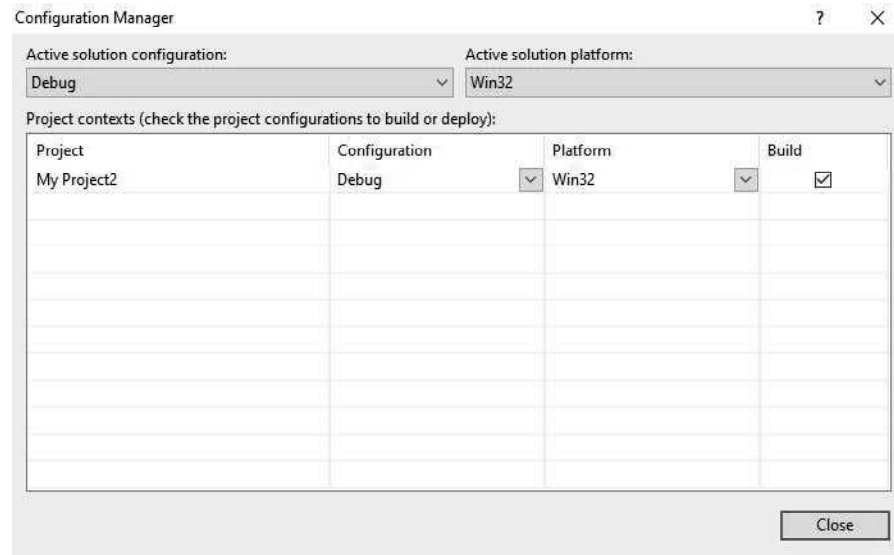 Configuration Manager ?
Active solution configuration: Active solution platform:
Debug Win32
Project contexts (check the project configurations to build or deploy):
Project Configuration Platform Build
My Project2 Debug Win32
Close